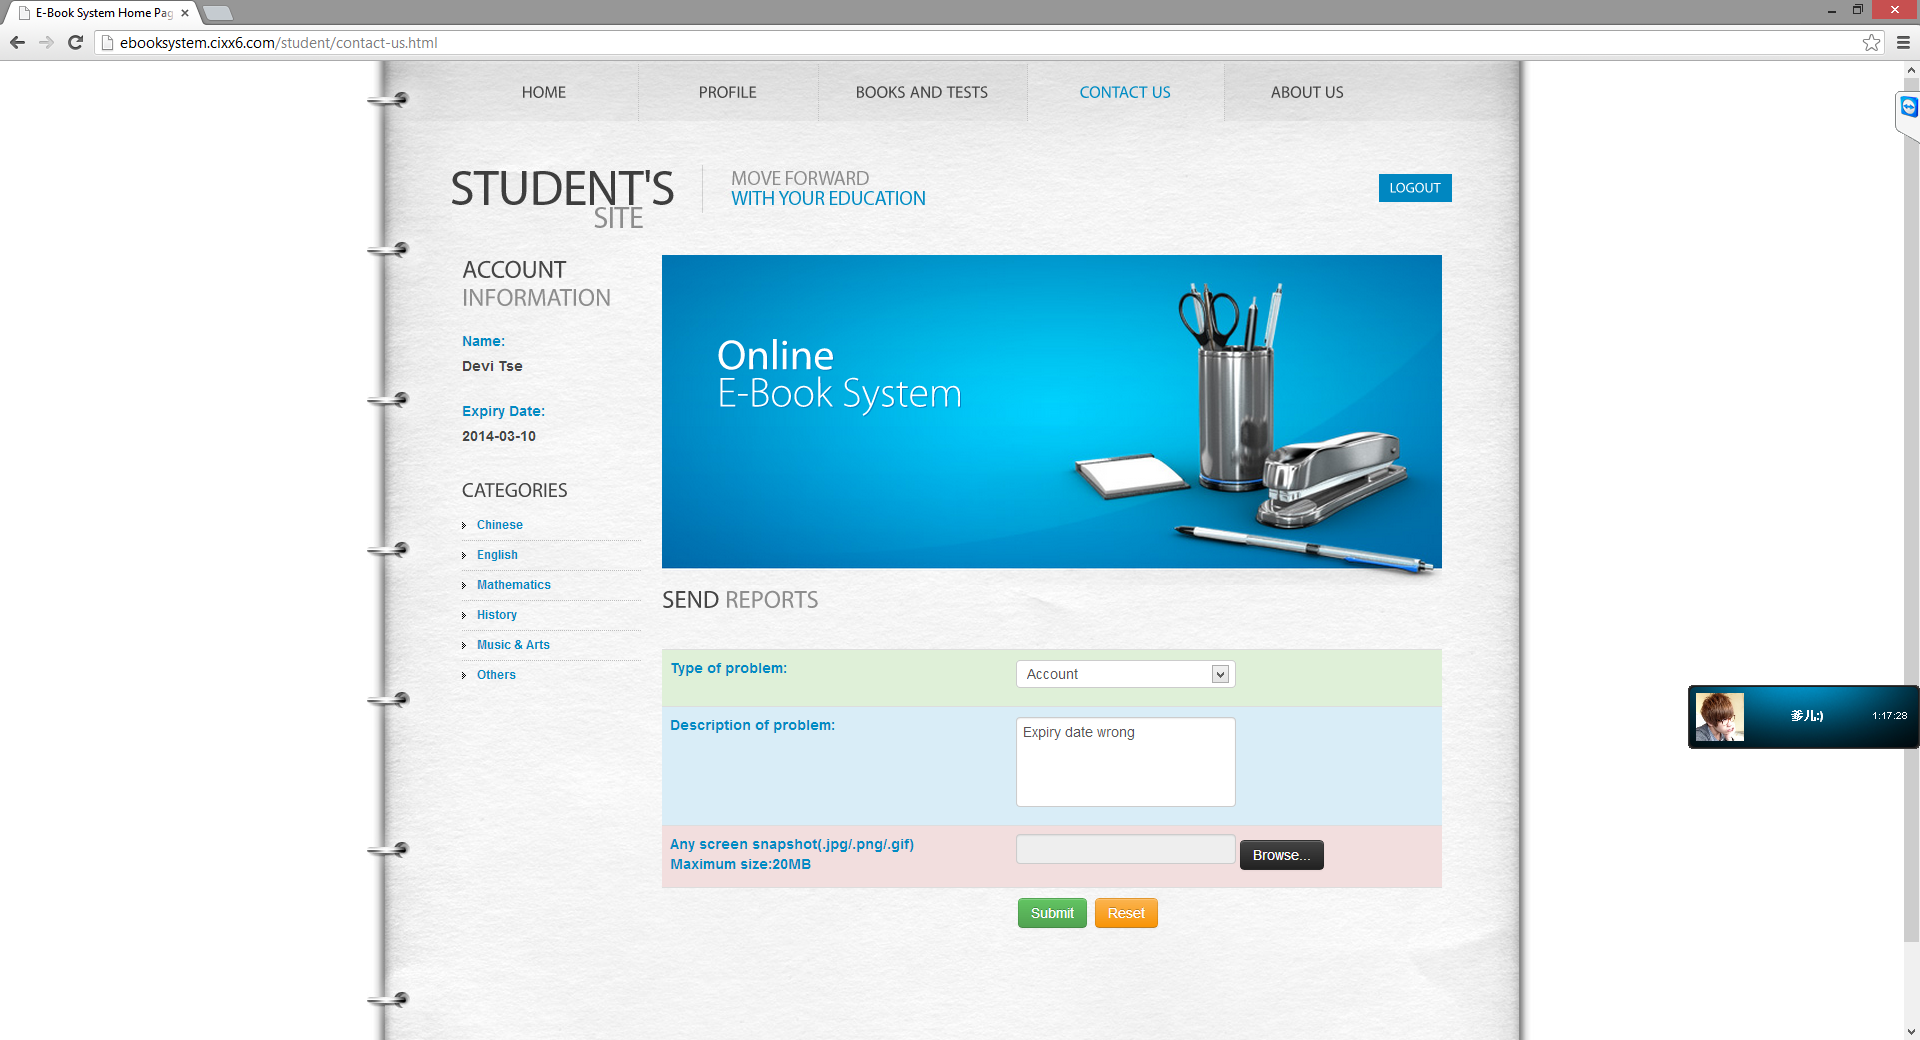 E-Book System Home Pag
ebooksystem.cixx6.com/student/contact-us.html
HOME
PROFILE
BOOKS AND TESTS
CONTACT US
ABOUT US
STUDENT'S
SITE
MOVE FORWARD
WITH YOUR EDUCATION
LOGOUT
ACCOUNT
INFORMATION
Name:
Devi Tse
Expiry Date:
2014-03-10
CATEGORIES
Chinese
English
Mathematics
History
Music & Arts
Others
Online
E-Book System
SEND REPORTS
Type of problem:
Account
Description of problem:
Expiry date wrong
Any screen snapshot(.jpg/.png/.gif)
Maximum size:20MB
Browse...
Submit
Reset
爹儿:)
1:17:28